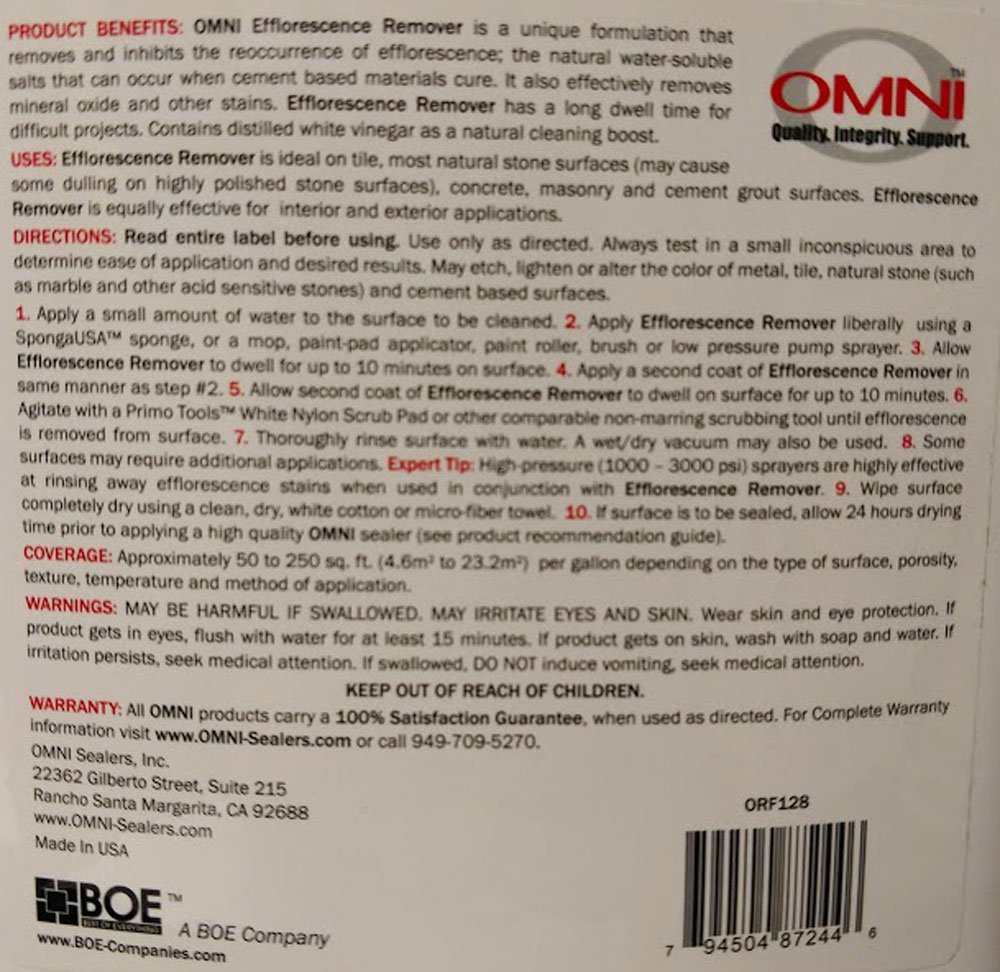 PRODUCT BENEFITS: OMNI Efflorescence Remover is a unique formulation that
removes and inhibits the reoccurrence of efflorescence; the natural water-soluble
salts that can occur when cement based materials cure. It also effectively removes
mineral oxide and other stains. Efflorescence Remover has a long dwell time for
difficult projects. Contains distilled white vinegar as a natural cleaning boost.
OMNI™
Quality. Integrity. Support.
USES: Efflorescence Remover is ideal on tile, most natural stone surfaces (may cause
some dulling on highly polished stone surfaces), concrete, masonry and cement grout surfaces. Efflorescence
Remover is equally effective for interior and exterior applications.
DIRECTIONS: Read entire label before using. Use only as directed. Always test in a small inconspicuous area to
determine ease of application and desired results. May etch, lighten or alter the color of metal, tile, natural stone (such
as marble and other acid sensitive stones) and cement based surfaces.
1. Apply a small amount of water to the surface to be cleaned. 2. Apply Efflorescence Remover liberally using a
SpongaUSA™ sponge, or a mop, paint-pad applicator, paint roller, brush or low pressure pump sprayer. 3. Allow
Efflorescence Remover to dwell for up to 10 minutes on surface. 4. Apply a second coat of Efflorescence Remover in
same manner as step #2. 5. Allow second coat of Efflorescence Remover to dwell on surface for up to 10 minutes. 6.
Agitate with a Primo Tools™ White Nylon Scrub Pad or other comparable non-marring scrubbing tool until efflorescence
is removed from surface. 7. Thoroughly rinse surface with water. A wet/dry vacuum may also be used. 8. Some
surfaces may require additional applications. Expert Tip: High-pressure (1000 – 3000 psi) sprayers are highly effective
at rinsing away efflorescence stains when used in conjunction with Efflorescence Remover. 9. Wipe surface
completely dry using a clean, dry, white cotton or micro-fiber towel. 10. If surface is to be sealed, allow 24 hours drying
time prior to applying a high quality OMNI sealer (see product recommendation guide).
COVERAGE: Approximately 50 to 250 sq. ft. (4.6m² to 23.2m²) per gallon depending on the type of surface, porosity,
texture, temperature and method of application.
WARNINGS: MAY BE HARMFUL IF SWALLOWED. MAY IRRITATE EYES AND SKIN. Wear skin and eye protection. If
product gets in eyes, flush with water for at least 15 minutes. If product gets on skin, wash with soap and water. If
irritation persists, seek medical attention. If swallowed, DO NOT induce vomiting, seek medical attention.
KEEP OUT OF REACH OF CHILDREN.
WARRANTY: All OMNI products carry a 100% Satisfaction Guarantee, when used as directed. For Complete Warranty
information visit www.OMNI-Sealers.com or call 949-709-5270.
OMNI Sealers, Inc.
22362 Gilberto Street, Suite 215
Rancho Santa Margarita, CA 92688
www.OMNI-Sealers.com
Made In USA
BOE™
BEST OF EVERYTHING
A BOE Company
www.BOE-Companies.com
ORF128
7 94504 87244 6